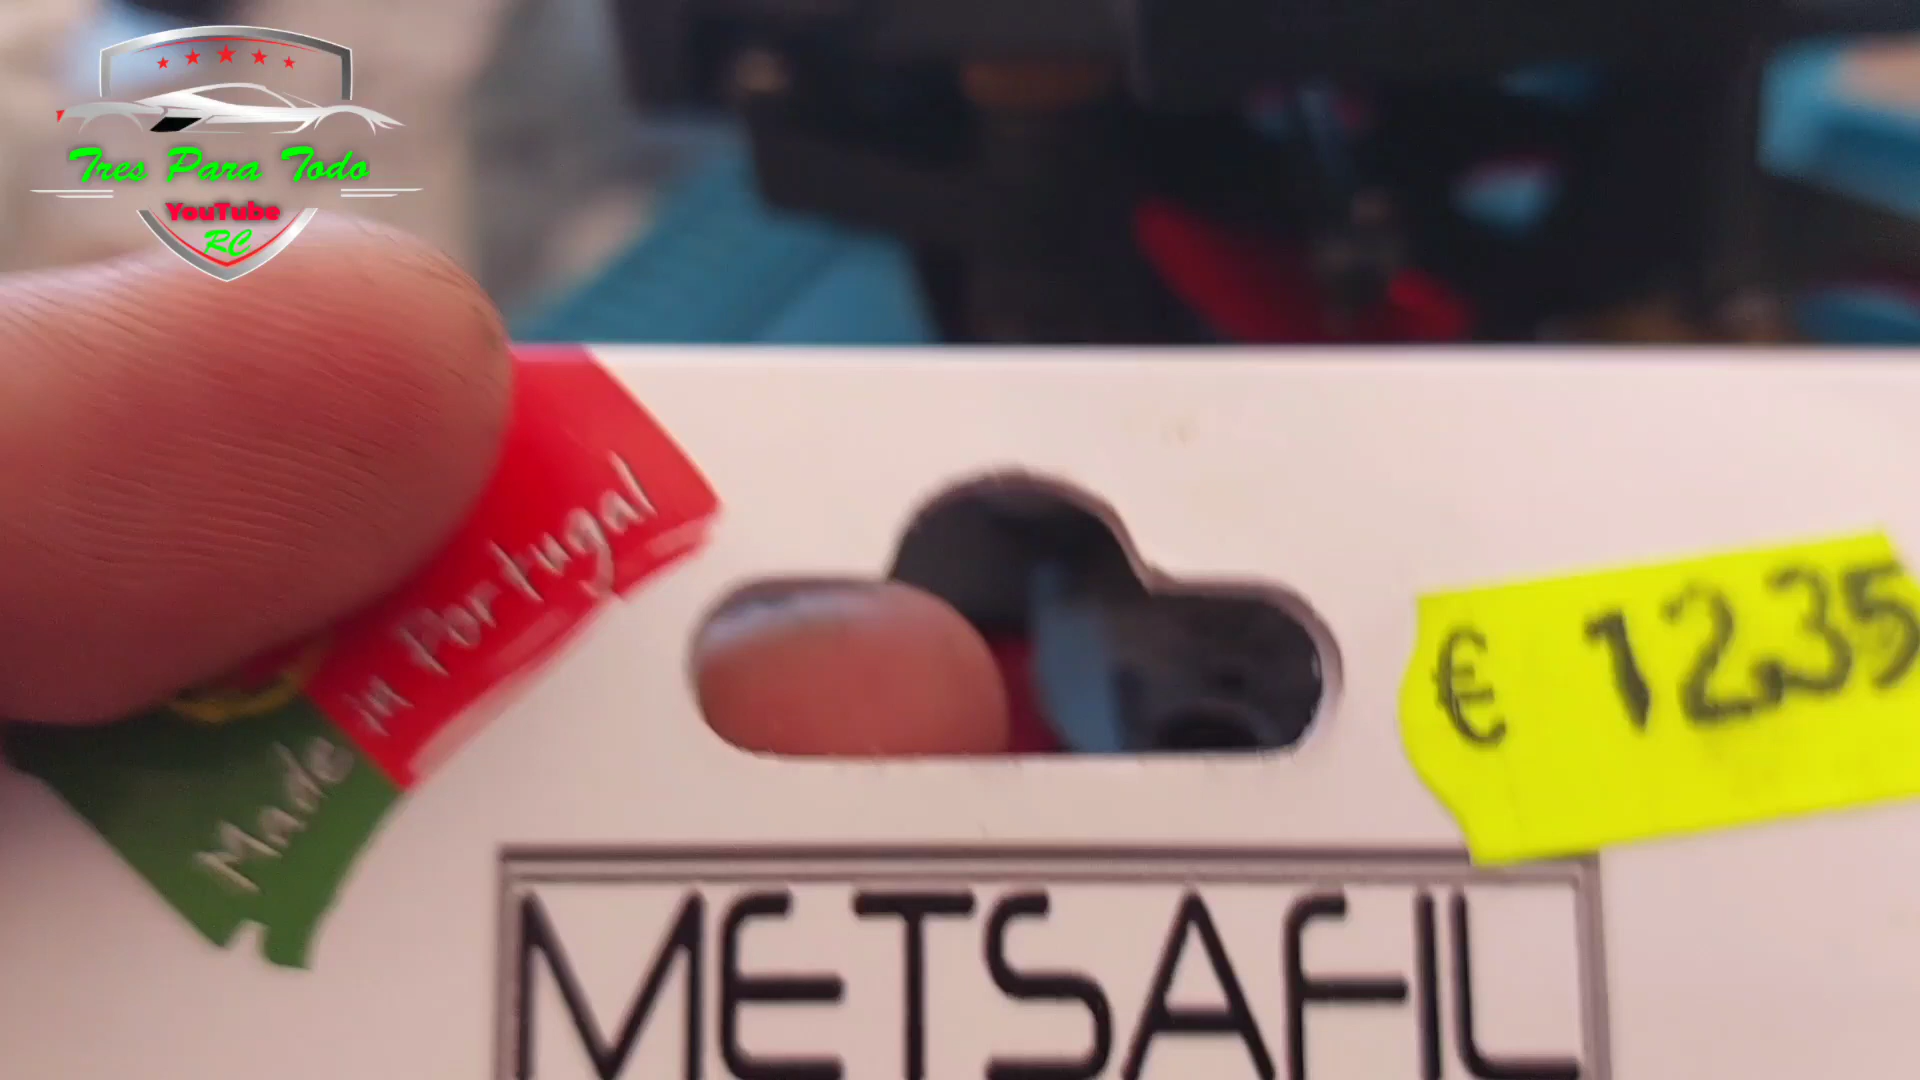 Tres Para Todo
YouTube
RC
Made in Portugal
€ 12.35
METSAFIL